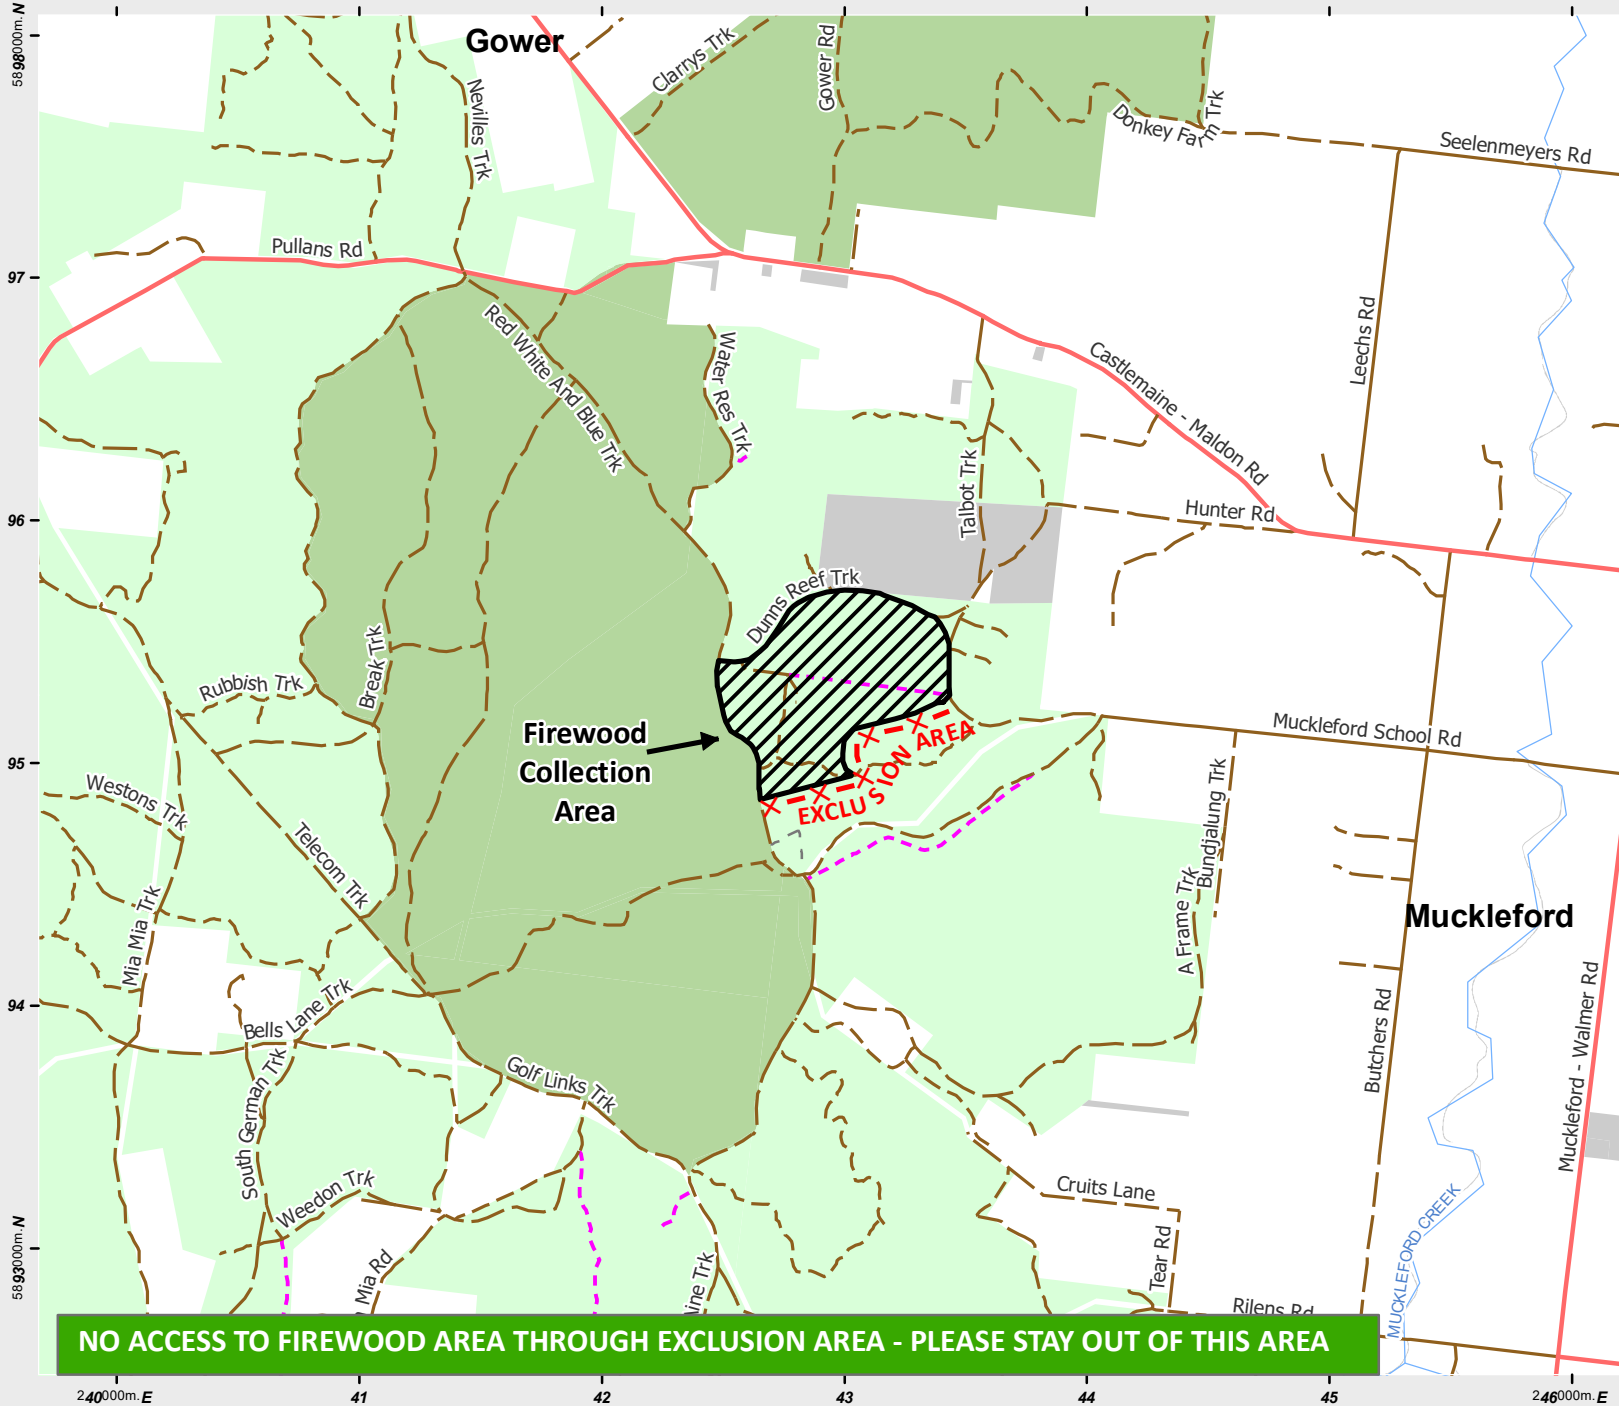 Gower
Clarrys Trk
Gower Rd
Nevilles Trk
Donkey Farm Trk
Seelenmeyers Rd
5898000m. N
Pullans Rd
97
Red White And Blue Trk
Water Res Trk
Castlemaine - Maldon Rd
Leechs Rd
Talbot Trk
Hunter Rd
96
Dunns Reef Trk
Break Trk
Rubbish Trk
Firewood
Collection
Area
EXCLUSION AREA
Muckleford School Rd
95
Westons Trk
Telecom Trk
Bundjalung Trk
A Frame Trk
Muckleford
Mia Mia Trk
94
Bells Lane Trk
South German Trk
Golf Links Trk
Butchers Rd
Muckleford - Walmer Rd
Weedon Trk
Cruits Lane
Tear Rd
MUCKLEFORD CREEK
5893000m. N
Mia Rd
Rilens Rd
NO ACCESS TO FIREWOOD AREA THROUGH EXCLUSION AREA - PLEASE STAY OUT OF THIS AREA
240000m. E
41
42
43
44
45
246000m. E